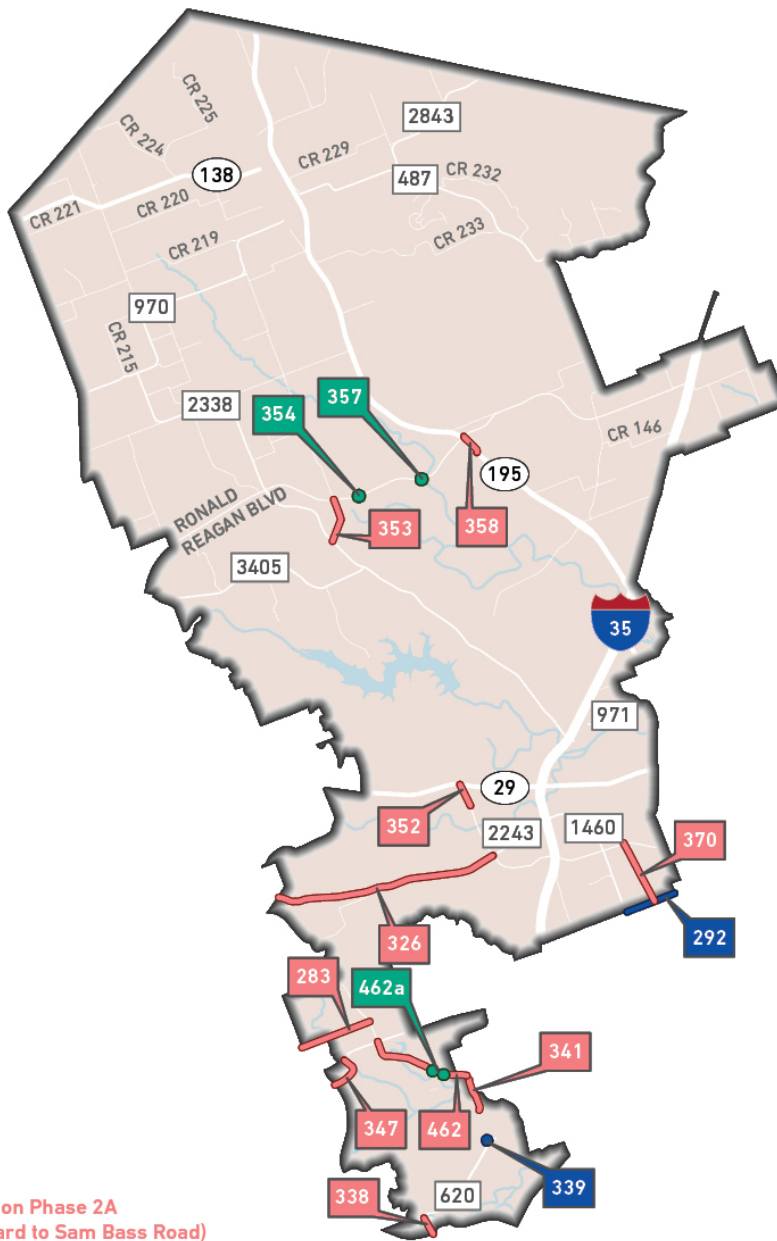 CR 225
CR 224
2843
CR 229
138
487
CR 232
CR 221
CR 220
CR 233
CR 219
970
CR 215
2338
354
357
CR 146
195
RONALD
REAGAN BLVD
353
358
3405
35
971
29
352
2243
1460
370
326
292
283
462a
341
347
462
338
620
339
on Phase 2A
ard to Sam Bass Road)